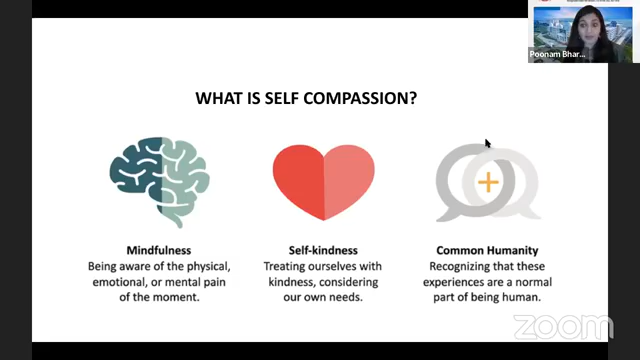 Poonam Bhar...
WHAT IS SELF COMPASSION?
Mindfulness
Being aware of the physical,
emotional, or mental pain
of the moment.
Self-kindness
Treating ourselves with
kindness, considering
our own needs.
Common Humanity
Recognizing that these
experiences are a normal
part of being human.
zoom